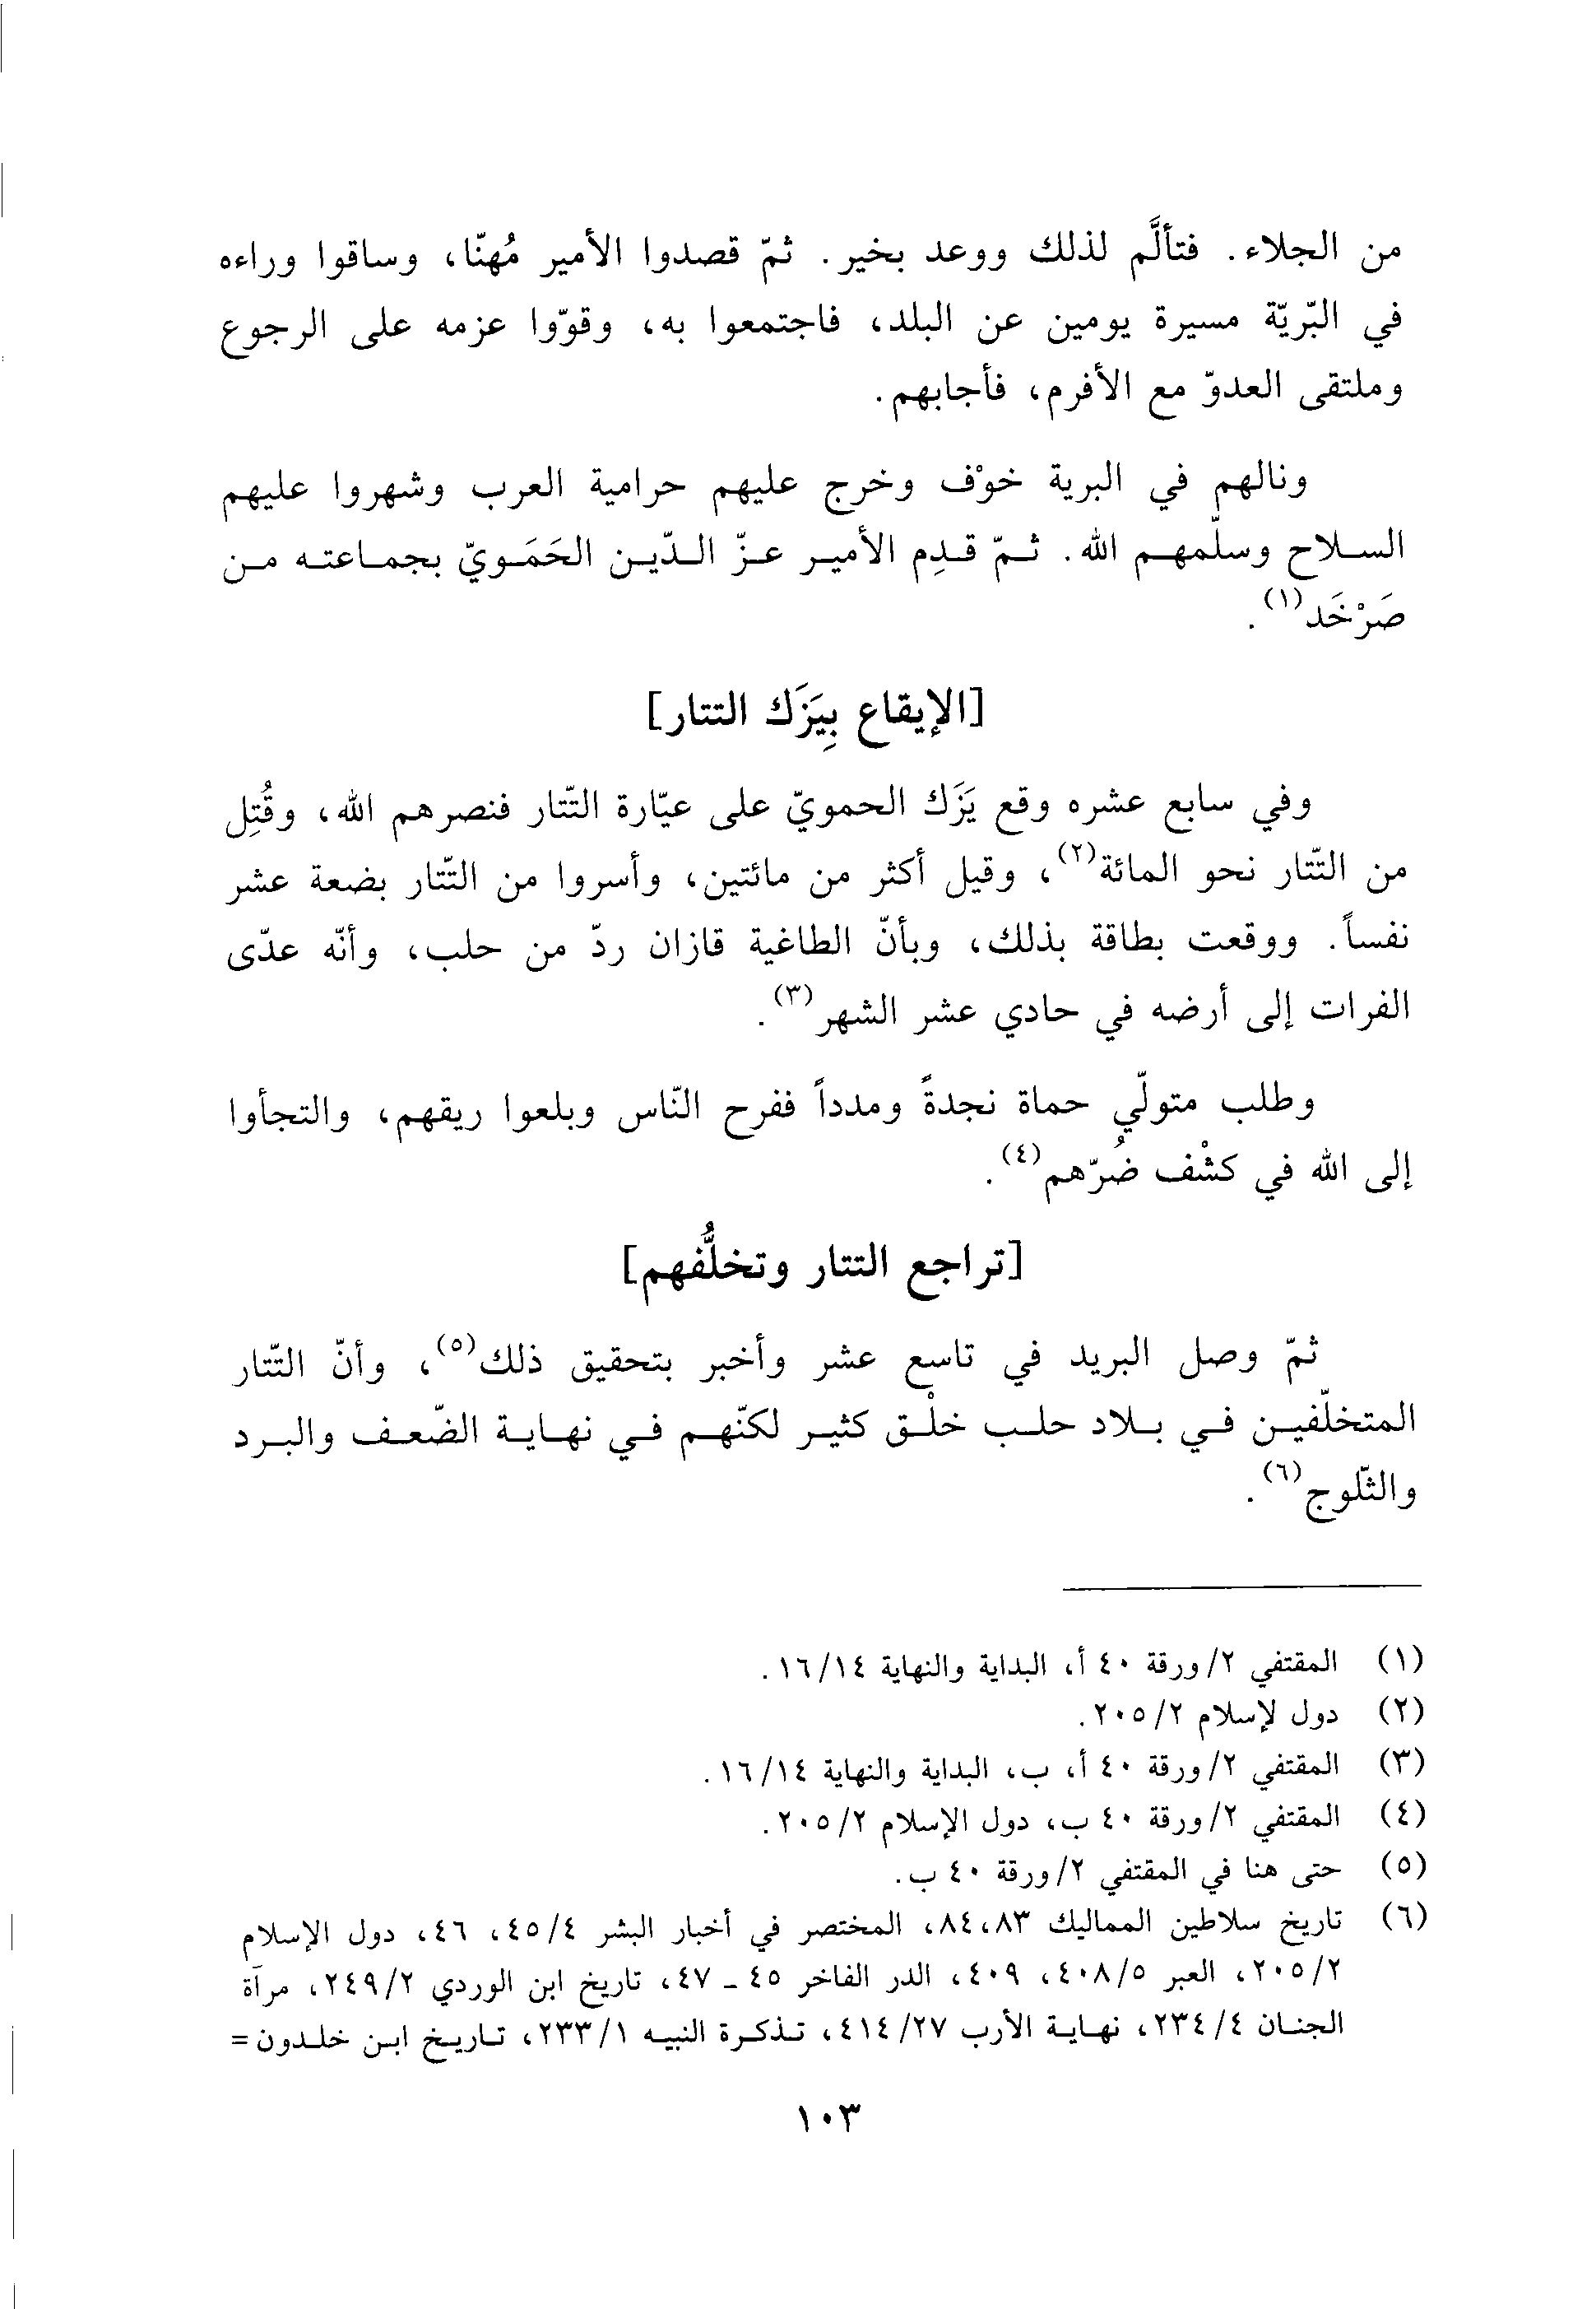 من الجلاء. فتألَّم لذلك ووعد بخير. ثمّ قصدوا الأمير مُهنّا، وساقوا وراءه
في البّريّة مسيرة يومين عن البلد، فاجتمعوا به، وقوّوا عزمه على الرجوع
وملتقى العدوّ مع الأفرم، فأجابهم.
ونالهم في البرية خوْف وخرج عليهم حرامية العرب وشهروا عليهم
السلاح وسلّمهم الله. ثمّ قدِم الأمير عزّ الدّين الحَمَويّ بجماعته من
صَرْخَد(١).
[الإيقاع بِيَزَك التتار]
وفي سابع عشره وقع يَزَك الحمويّ على عيّارة التّتار فنصرهم الله، وقُتِل
من التّتار نحو المائة(٢)، وقيل أكثر من مائتين، وأسروا من التّتار بضعة عشر
نفساً. ووقعت بطاقة بذلك، وبأنّ الطاغية قازان ردّ من حلب، وأنّه عدّى
الفرات إلى أرضه في حادي عشر الشهر(٣).
وطلب متولّي حماة نجدةً ومدداً ففرح النّاس وبلعوا ريقهم، والتجأوا
إلى الله في كشْف ضُرّهم(٤).
[تراجع التتار وتخلُّفهم]
ثمّ وصل البريد في تاسع عشر وأخبر بتحقيق ذلك(٥)، وأنّ التّتار
المتخلّفين في بلاد حلب خلْق كثير لكنّهم في نهاية الضّعف والبرد
والثّلوج(٦).
(١) المقتفي ٢/ ورقة ٤٠ أ، البداية والنهاية ١٤/ ١٦.
(٢) دول لإسلام ٢/ ٢٠٥.
(٣) المقتفي ٢/ ورقة ٤٠ أ، ب، البداية والنهاية ١٤/ ١٦.
(٤) المقتفي ٢/ ورقة ٤٠ ب، دول الإسلام ٢/ ٢٠٥.
(٥) حتى هنا في المقتفي ٢/ ورقة ٤٠ ب.
(٦) تاريخ سلاطين المماليك ٨٣،٨٤، المختصر في أخبار البشر ٤/ ٤٥، ٤٦، دول الإسلام
٢/ ٢٠٥، العبر ٥/ ٤٠٨، ٤٠٩، الدر الفاخر ٤٥ ـ ٤٧، تاريخ ابن الوردي ٢/ ٢٤٩، مرآة
الجنان ٤/ ٢٣٤، نهاية الأرب ٢٧/ ٤١٤، تذكرة النبيه ١/ ٢٣٣، تاريخ ابن خلدون =
١٠٣